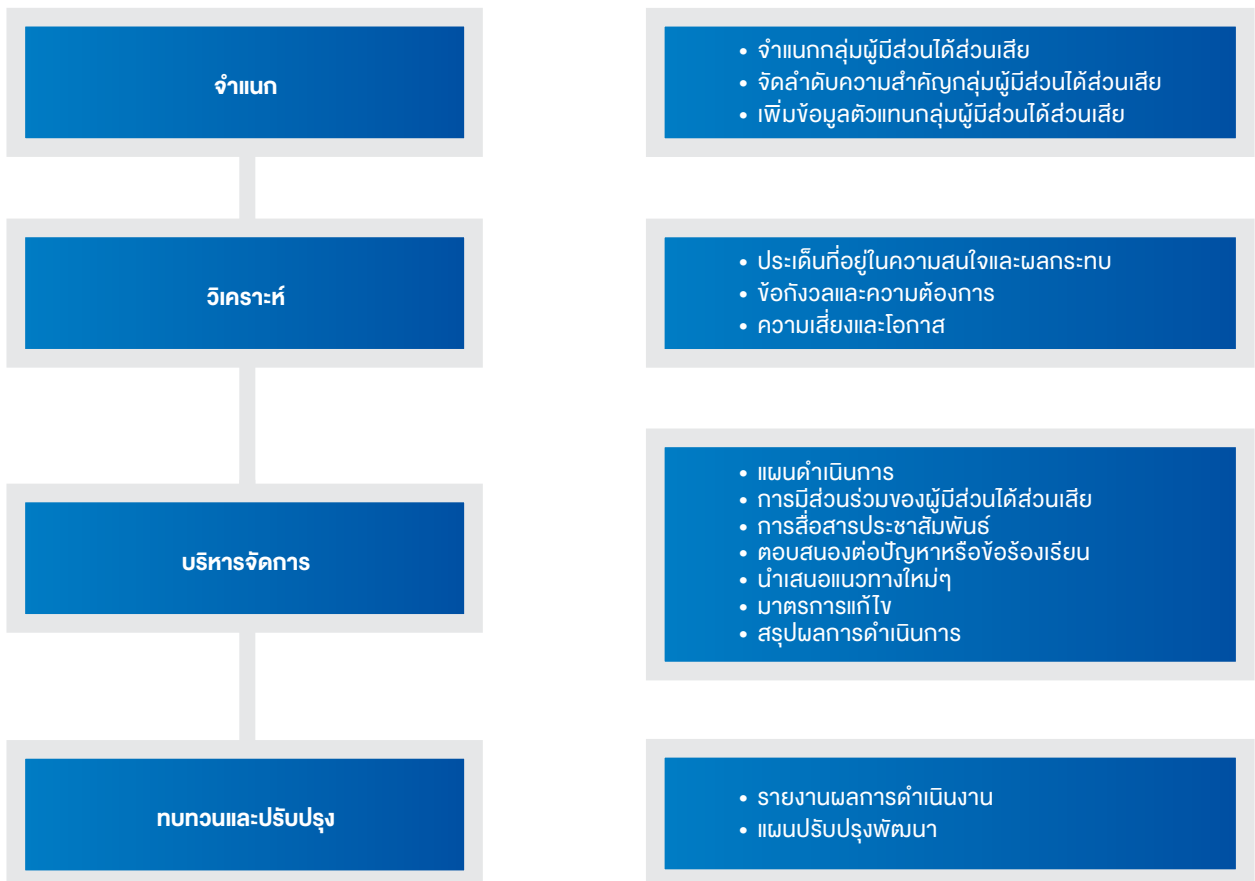 จำแนก
• จำแนกกลุ่มผู้มีส่วนได้ส่วนเสีย
• จัดลำดับความสำคัญกลุ่มผู้มีส่วนได้ส่วนเสีย
• เพิ่มข้อมูลตัวแทนกลุ่มผู้มีส่วนได้ส่วนเสีย
วิเคราะห์
• ประเด็นที่อยู่ในความสนใจและผลกระทบ
• ข้อกังวลและความต้องการ
• ความเสี่ยงและโอกาส
บริหารจัดการ
• แผนดำเนินการ
• การมีส่วนร่วมของผู้มีส่วนได้ส่วนเสีย
• การสื่อสารประชาสัมพันธ์
• ตอบสนองต่อปัญหาหรือข้อร้องเรียน
• นำเสนอแนวทางใหม่ๆ
• มาตรการแก้ไข
• สรุปผลการดำเนินการ
ทบทวนและปรับปรุง
• รายงานผลการดำเนินงาน
• แผนปรับปรุงพัฒนา